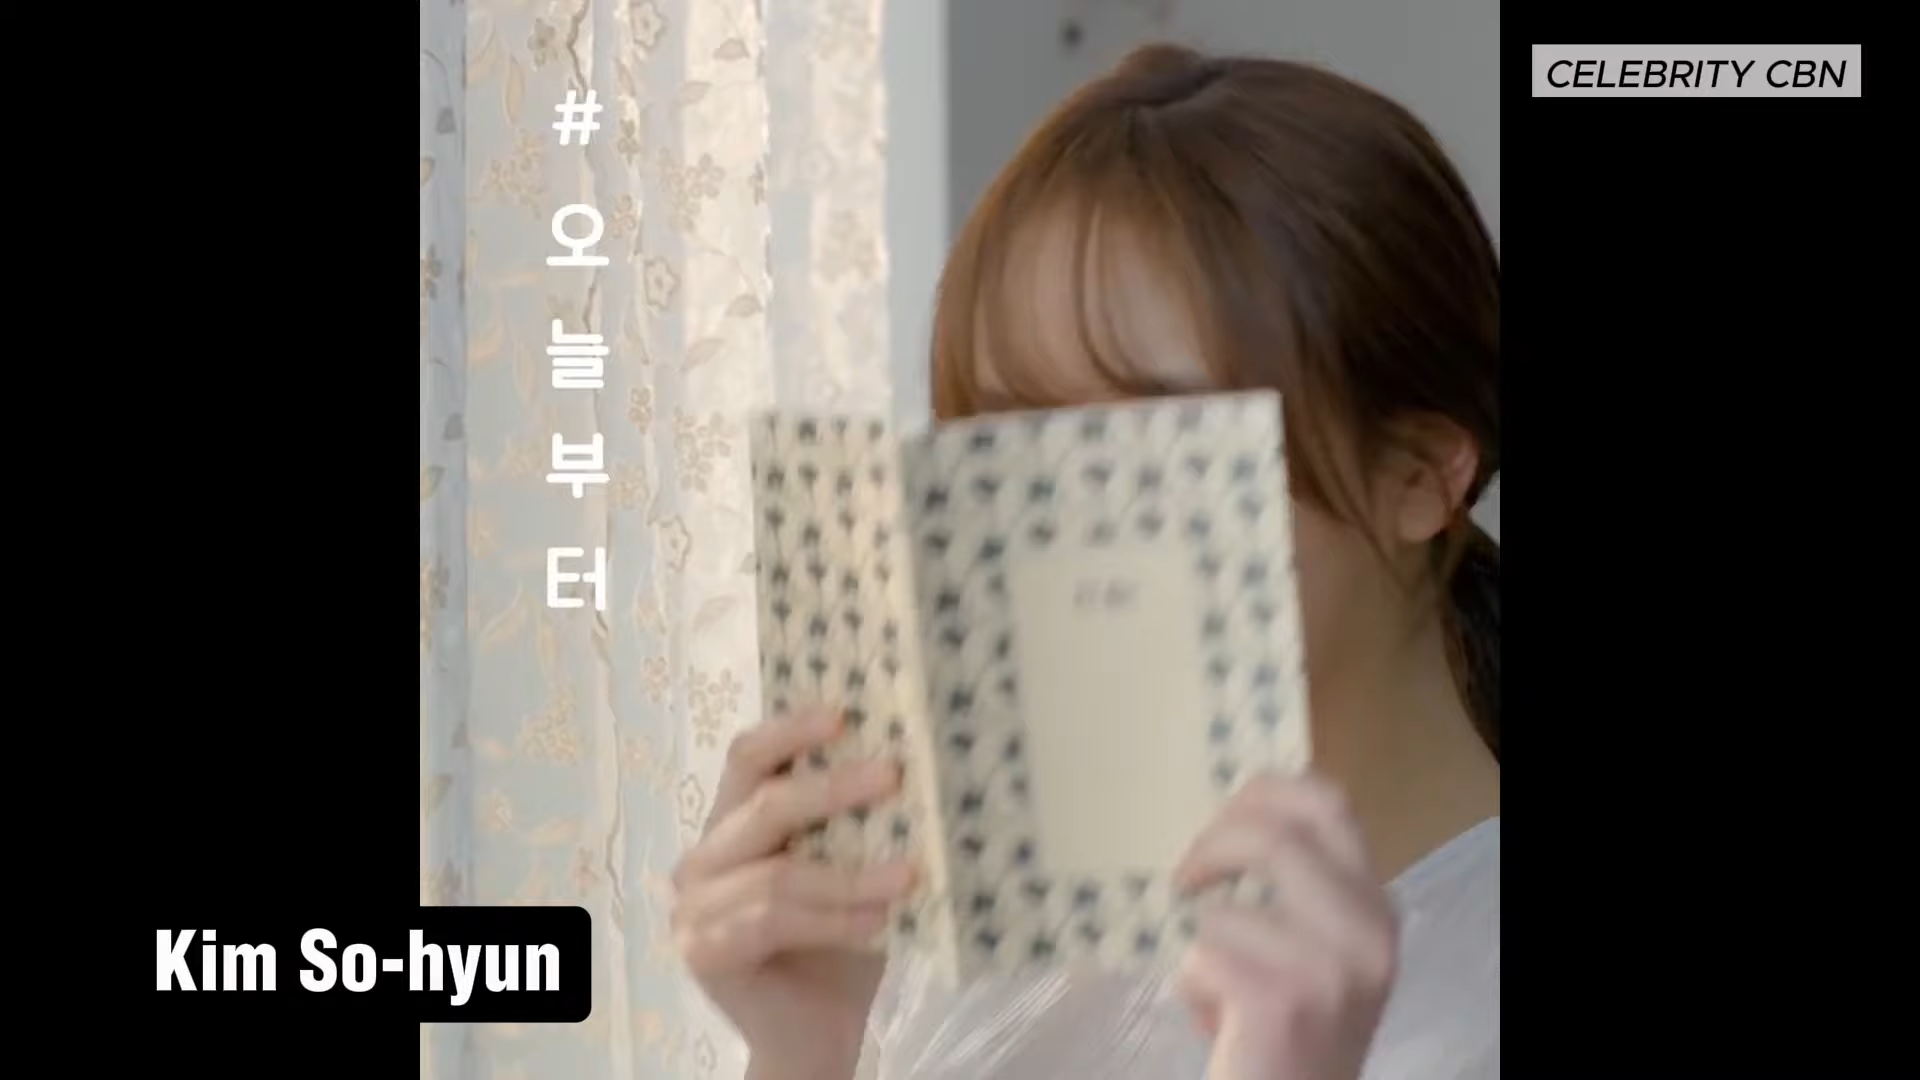 CELEBRITY CBN
#오늘부터
Kim So-hyun